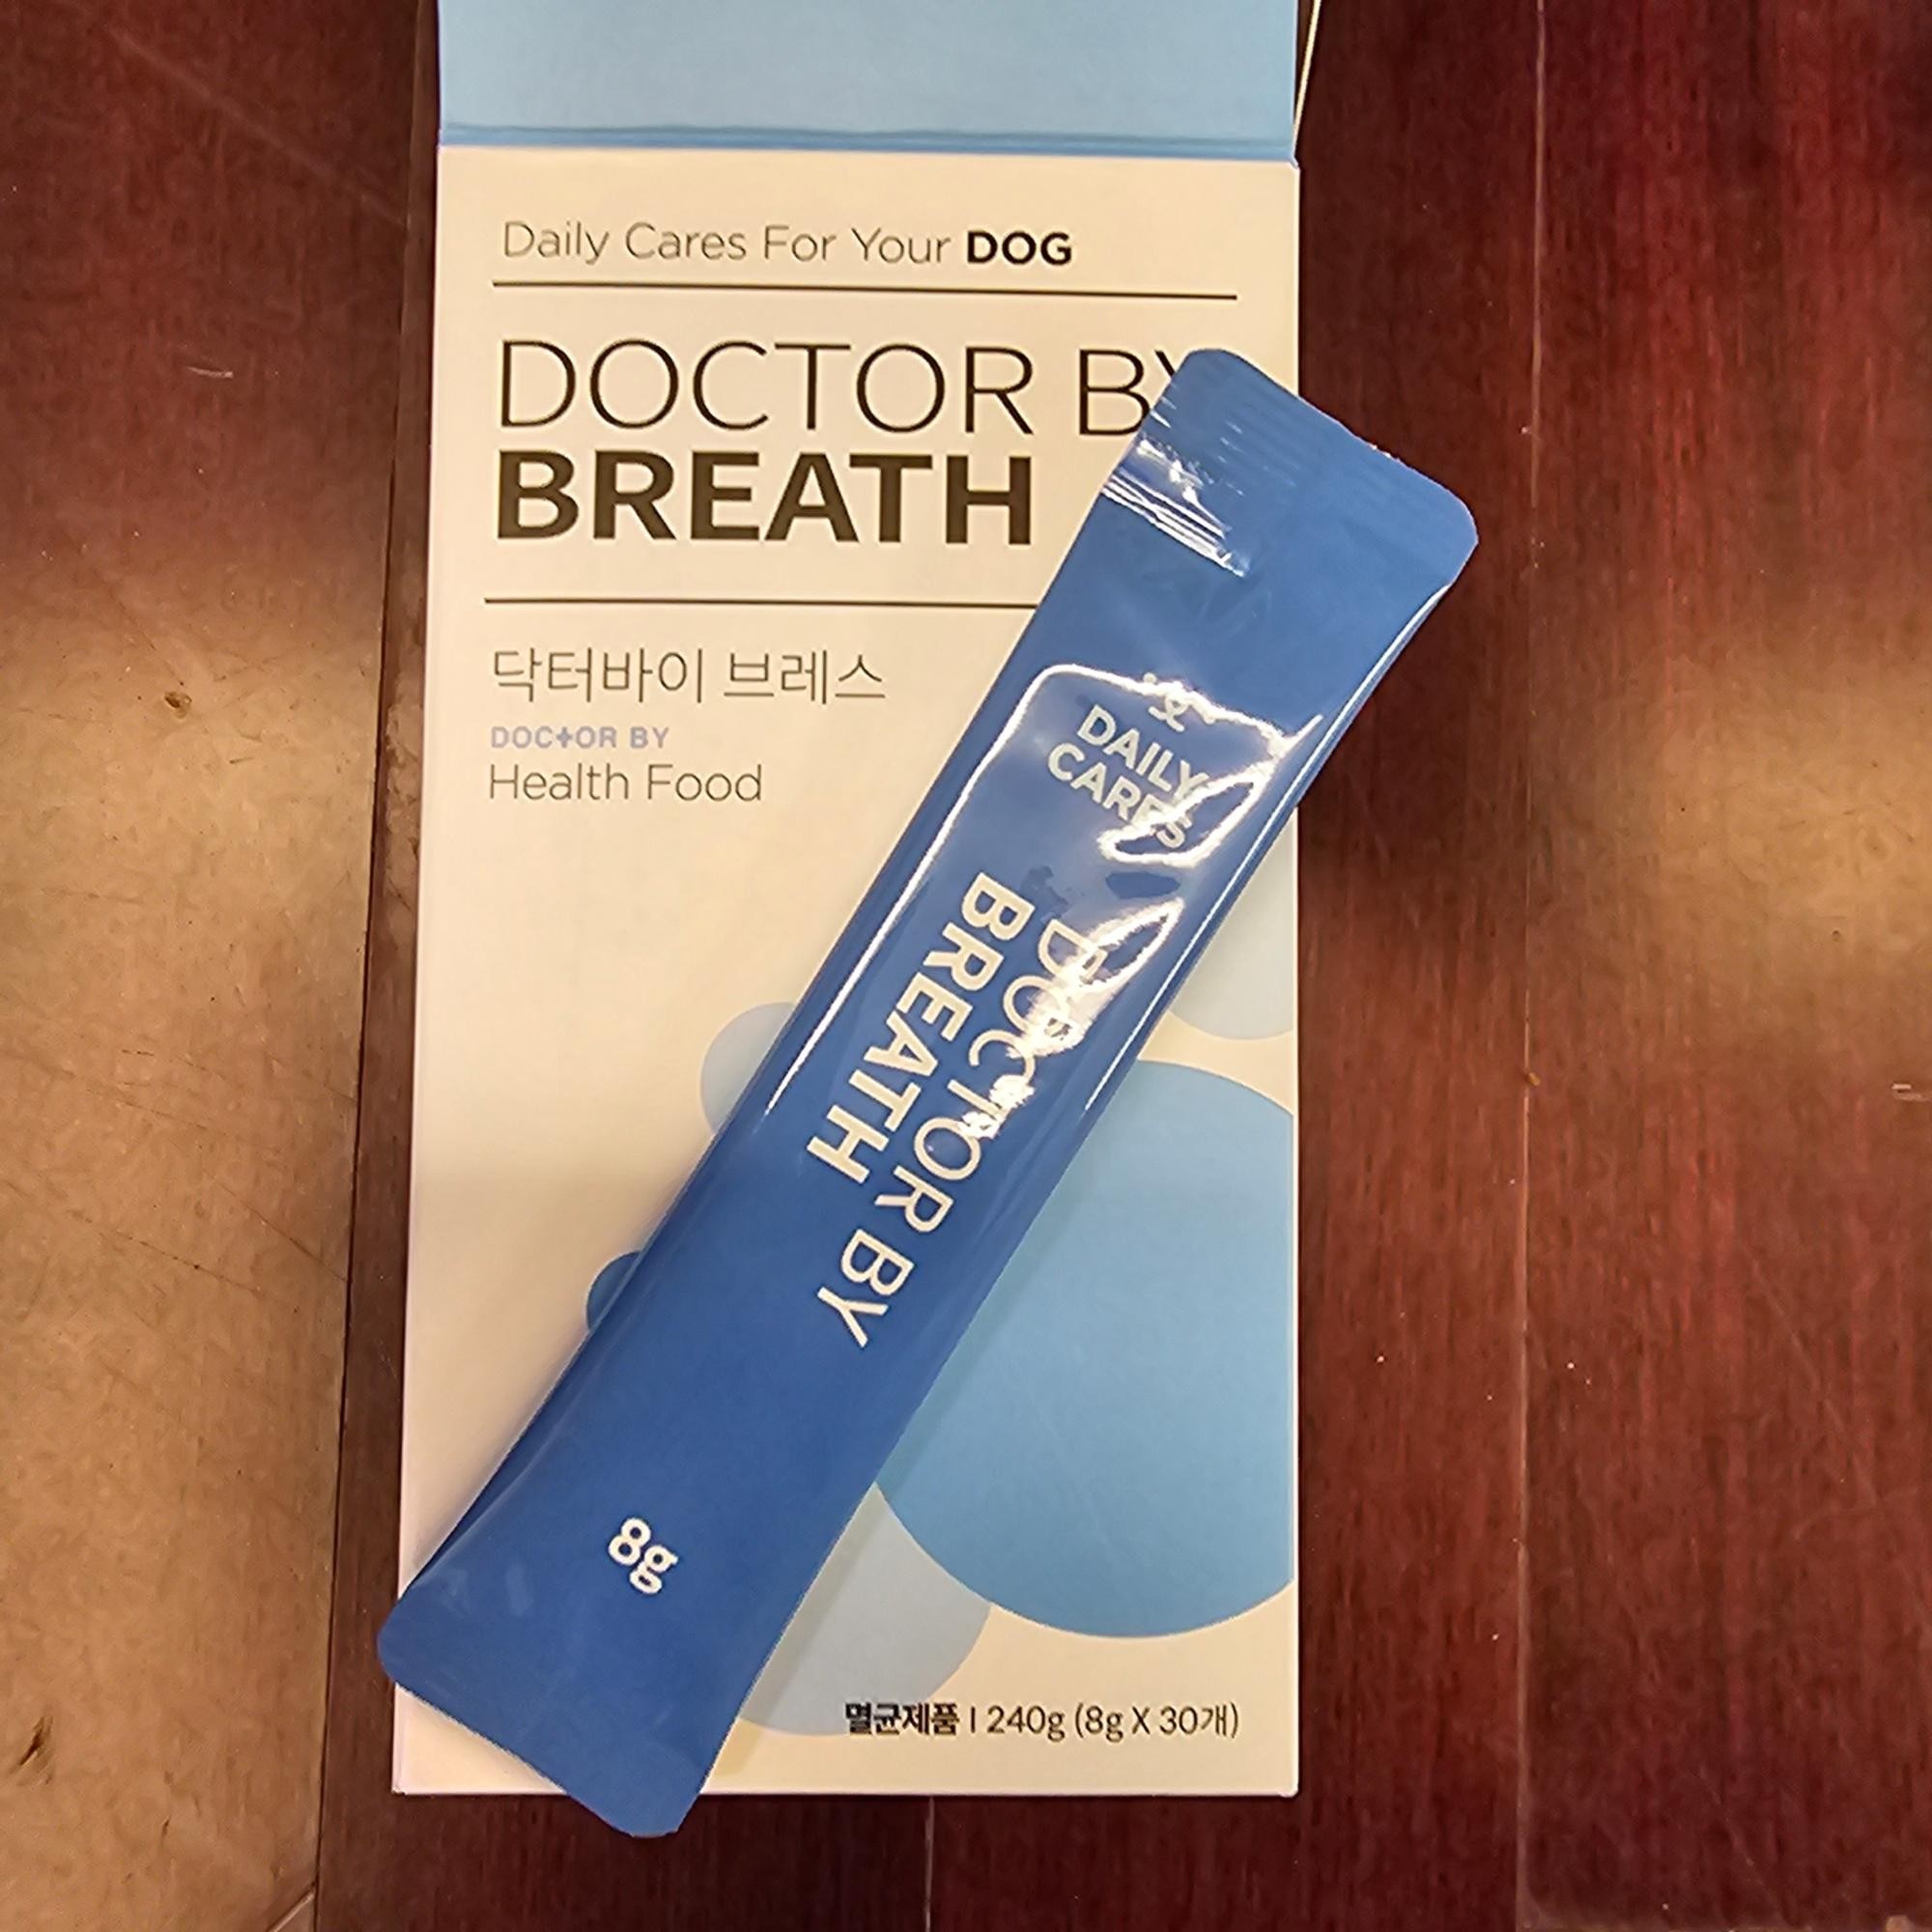 Daily Cares For Your DOG
DOCTOR BY
BREATH
닥터바이 브레스
DOCTOR BY
Health Food
DAILY
CARES
DOCTOR BY
BREATH
8g
멸균제품 I 240g (8g X 30개)